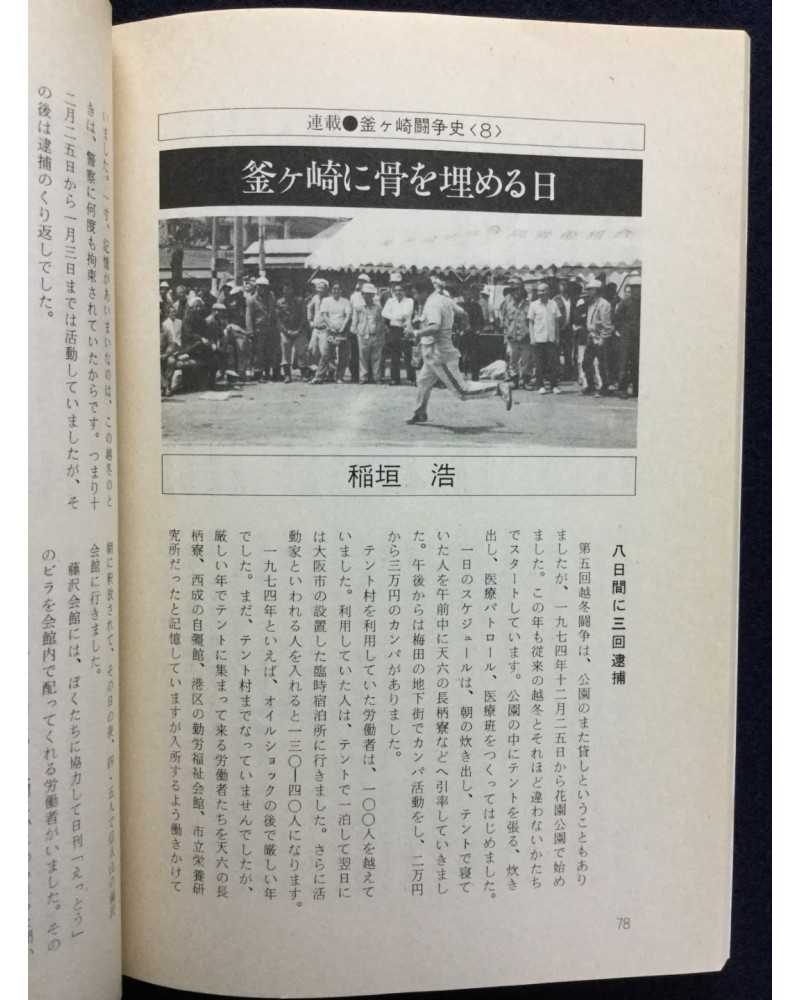 連載●釜ヶ崎闘争史〈8〉
釜ヶ崎に骨を埋める日
稲垣 浩
八日間に三回逮捕
第五回越冬闘争は、公園のまた貸しということもあり
ましたが、一九七四年十二月二五日から花園公園で始め
ました。この年も従来の越冬とそれほど違わないかたち
でスタートしています。公園の中にテントを張る、炊き
出し、医療パトロール、医療班をつくってはじめました。
一日のスケジュールは、朝の炊き出し、テントで寝て
いた人を午前中に天六の長柄寮などへ引率していきまし
た。午後からは梅田の地下街でカンパ活動をし、二万円
から三万円のカンパがありました。
テント村を利用していた労働者は、一〇〇人を越えて
いました。利用していた人は、テントで一泊して翌日に
は大阪市の設置した臨時宿泊所に行きました。さらに活
動家といわれる人を入れると一三〇ー四〇人になります。
一九七四年といえば、オイルショックの後で厳しい年
でした。まだ、テント村までなっていませんでしたが、
厳しい年でテントに集まって来る労働者たちを天六の長
柄寮、西成の自彊館、港区の勤労福祉会館、市立栄養研
究所だったと記憶していますが入所するよう働きかけて
78
いました。一方、記憶があいまいなのは、この越冬のと
きは、警察に何度も拘束されていたからです。つまり十
二月二五日から一月三日までは活動していましたが、そ
の後は逮捕のくり返しでした。
朝に釈放されて、その日の夜、
会館に行きました。
藤沢会館には、ぼくたちに協力して日刊「えっとう」
のビラを会館内で配ってくれる労働者がいました。その